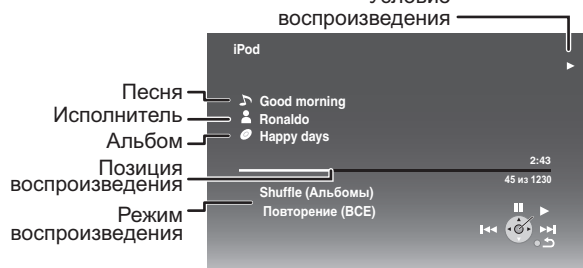 Условие
воспроизведения
iPod
Песня
Good morning
Исполнитель
Ronaldo
Альбом
Happy days
Позиция
воспроизведения
2:43
45 из 1230
Shuffle (Альбомы)
Режим
воспроизведения
Повторение (ВСЕ)